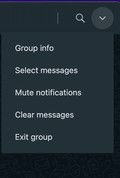 Group info
Select messages
Mute notifications
Clear messages
Exit group